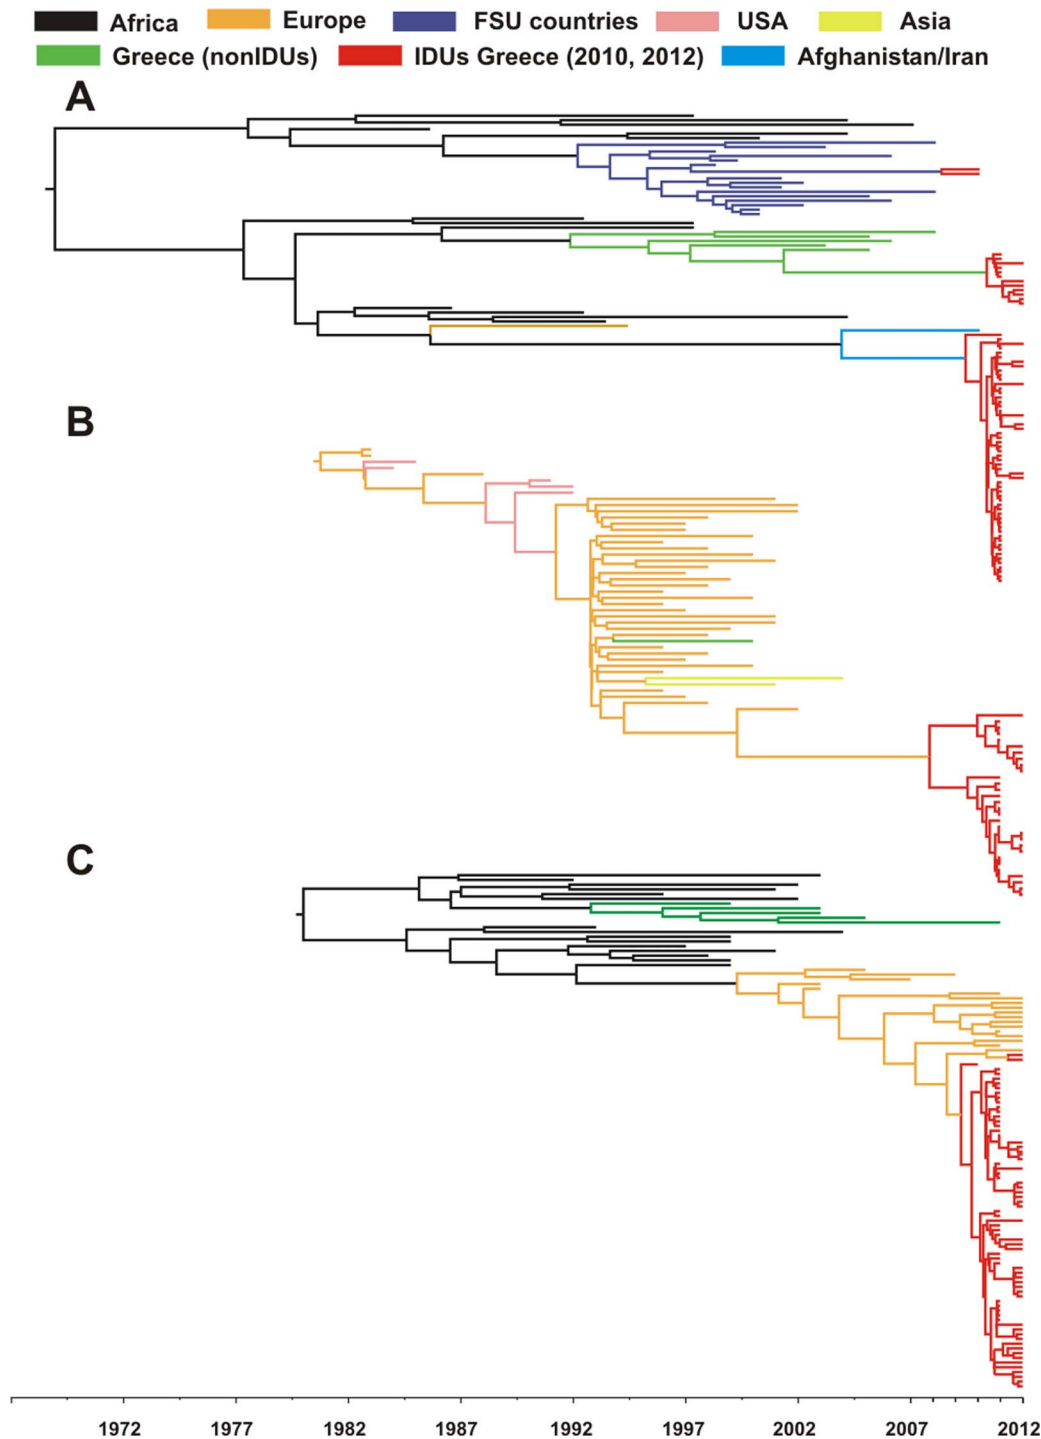 Africa Europe FSU countries USA Asia
Greece (nonIDUs) IDUs Greece (2010, 2012) Afghanistan/Iran
A
B
C
1972 1977 1982 1987 1992 1997 2002 2007 2012